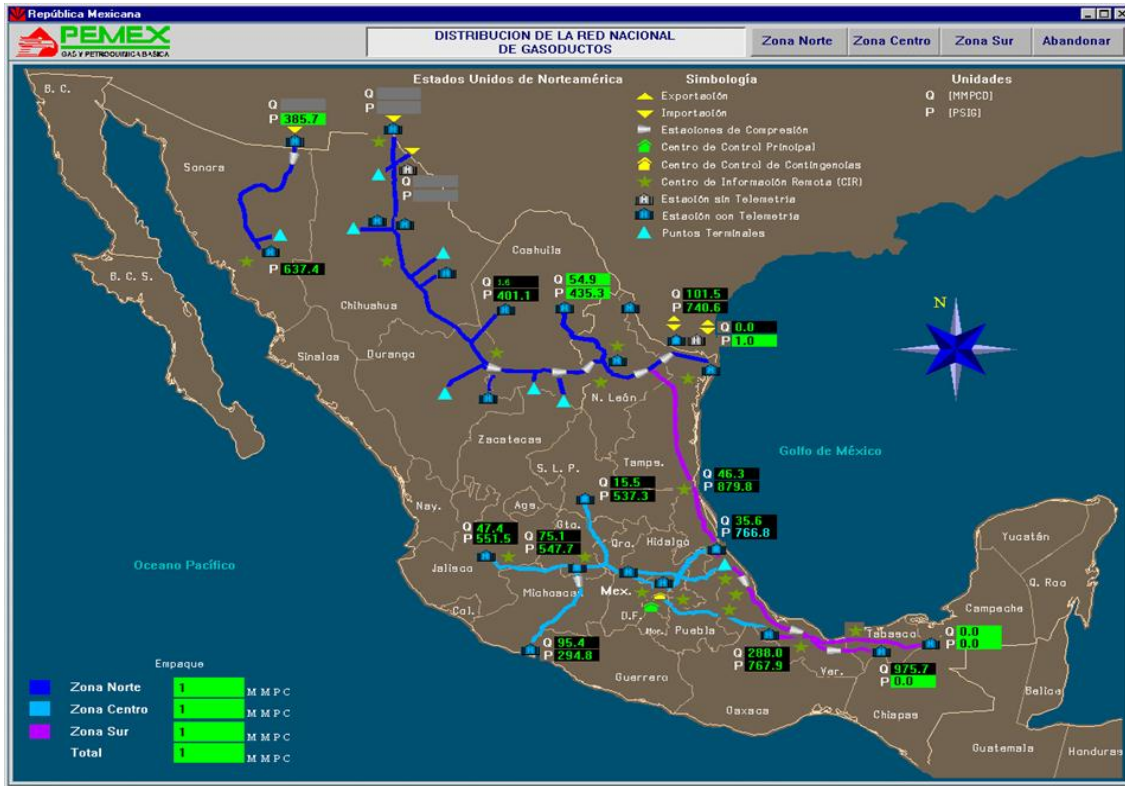 República Mexicana
PEMEX
GAS Y PETROQUIMICA BASICA
DISTRIBUCION DE LA RED NACIONAL
DE GASODUCTOS
Zona Norte
Zona Centro
Zona Sur
Abandonar
Estados Unidos de Norteamérica
Simbología
Unidades
Exportación
Q [MMPCD]
Importación
P [PSIG]
Estaciones de Compresión
Centro de Control Principal
Centro de Control de Contingencias
Centro de Información Remota (CIR)
Estación sin Telemetría
Estación con Telemetría
Puntos Terminales
B. C.
Q
P 385.7
Q
P
Sonora
Q
P
Coahuila
B. C. S.
P 637.4
Chihuahua
Q 1.6
P 401.1
Q 54.9
P 435.3
Q 101.5
P 740.6
Q 0.0
P 1.0
N
Sinaloa
Durango
N. León
Zacatecas
Golfo de México
S. L. P.
Tamps.
Q 46.3
P 879.8
Q 15.5
P 537.3
Nay.
Ags.
Q 47.4
P 551.5
Gto.
Q 75.1
P 547.7
Qro.
Hidalgo
Q 35.6
P 766.8
Yucatán
Oceano Pacífico
Jalisco
Q. Roo
Michoacan
Mex.
Campeche
Col.
D.F.
Mor.
Puebla
Tabasco
Q 0.0
P 0.0
Q 95.4
P 294.8
Q 288.0
P 767.9
Ver.
Q 975.7
P 0.0
Guerrero
Belice
Oaxaca
Chiapas
Guatemala
Honduras
Empaque
Zona Norte 1 MMPC
Zona Centro 1 MMPC
Zona Sur 1 MMPC
Total 1 MMPC